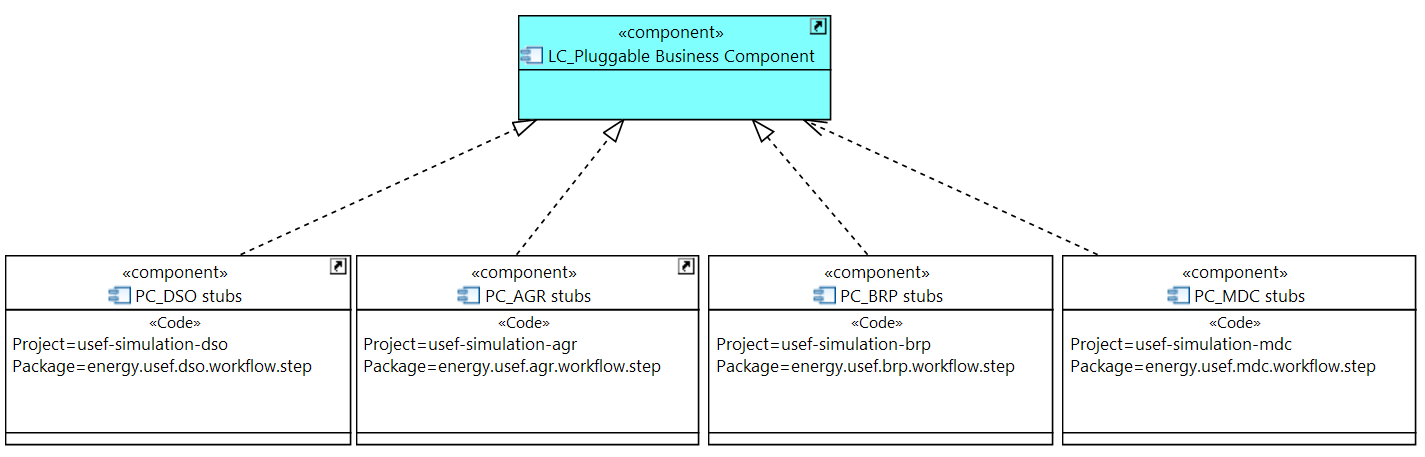 «component»
LC_Pluggable Business Component
«component»
PC_DSO stubs
«Code»
Project=usef-simulation-dso
Package=energy.usef.dso.workflow.step
«component»
PC_AGR stubs
«Code»
Project=usef-simulation-agr
Package=energy.usef.agr.workflow.step
«component»
PC_BRP stubs
«Code»
Project=usef-simulation-brp
Package=energy.usef.brp.workflow.step
«component»
PC_MDC stubs
«Code»
Project=usef-simulation-mdc
Package=energy.usef.mdc.workflow.step